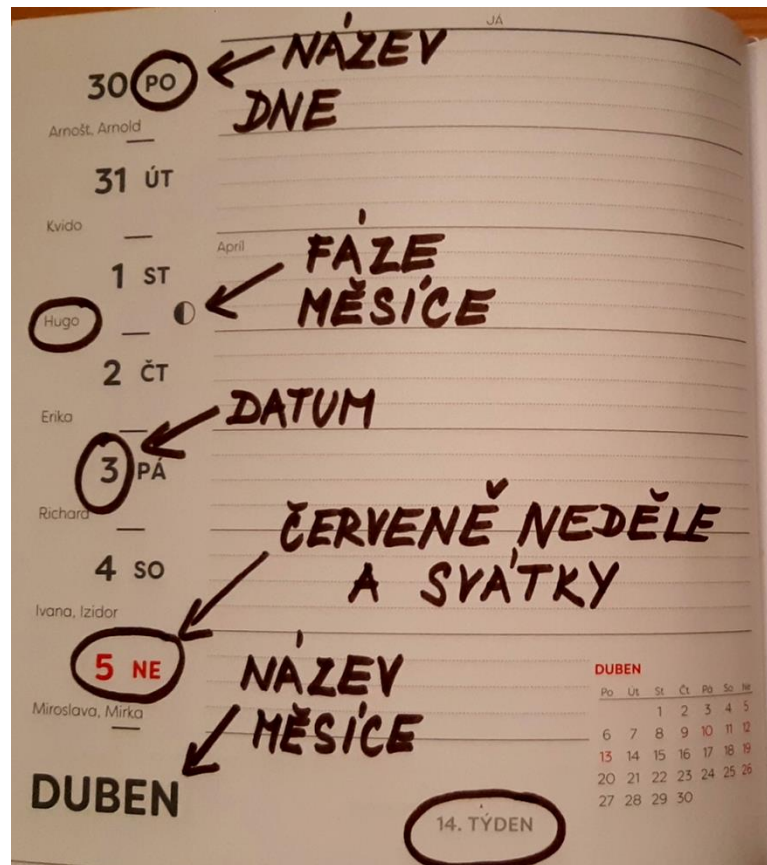 JÁ
30 PO
NÁZEV
DNE
Arnošt, Arnold
31 ÚT
Kvido
April
1 ST
FÁZE
MĚSÍCE
Hugo
2 ČT
DATUM
Erika
3 PÁ
Richard
ČERVENĚ NEDĚLE
A SVÁTKY
4 SO
Ivana, Izidor
5 NE
NÁZEV
MĚSÍCE
Miroslava, Mirka
DUBEN
DUBEN
Po Út St Čt Pá So Ne
1 2 3 4 5
6 7 8 9 10 11 12
13 14 15 16 17 18 19
20 21 22 23 24 25 26
27 28 29 30
14. TÝDEN